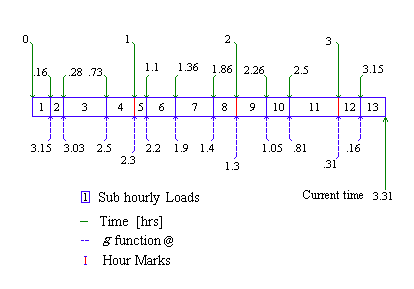 0 1 2 3
.16 .28 .73 1.1 1.36 1.86 2.26 2.5 3.15
1 2 3 4 5 6 7 8 9 10 11 12 13
3.15 3.03 2.5 2.3 2.2 1.9 1.4 1.3 1.05 .81 .31 .16
Current time 3.31
1 Sub hourly Loads
Time [hrs]
g function @
I Hour Marks